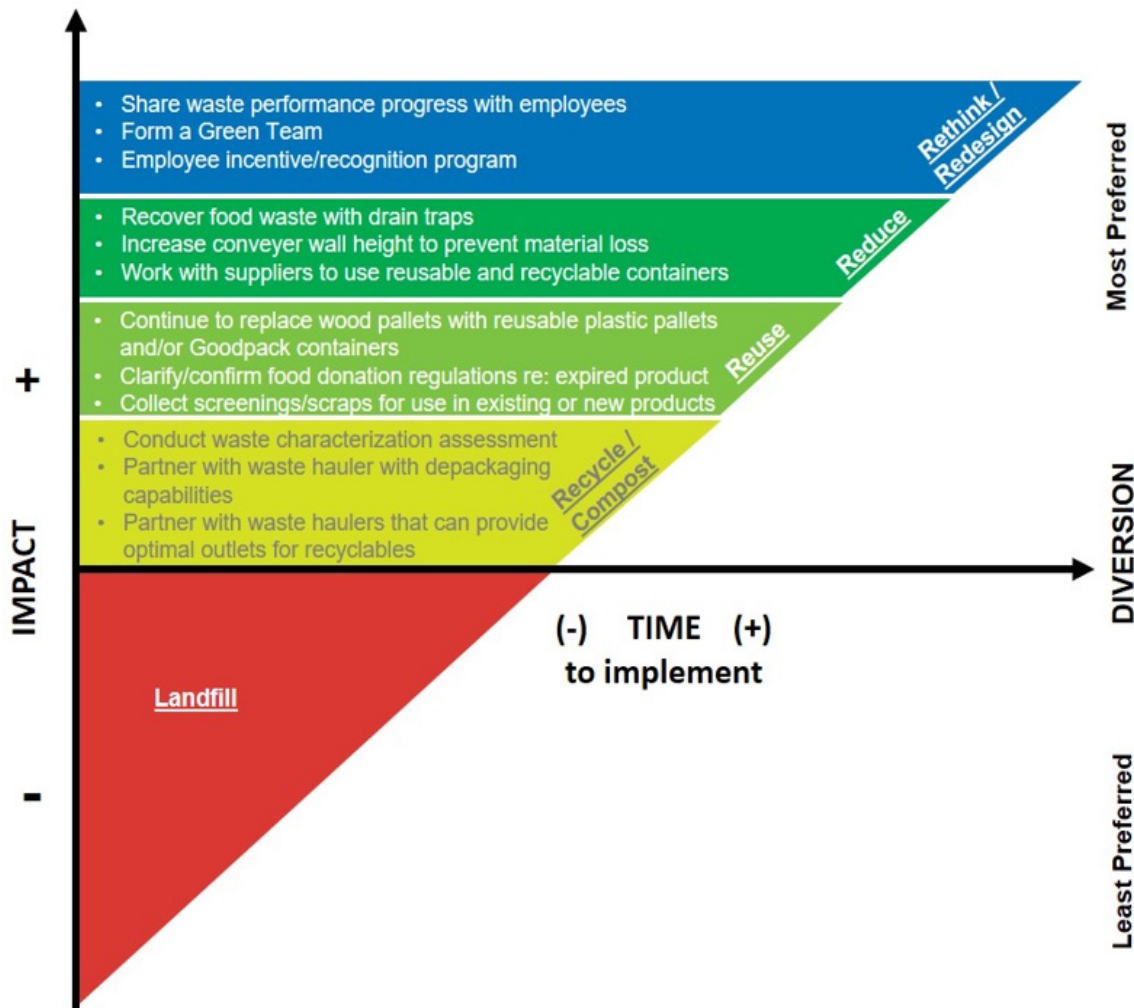 • Share waste performance progress with employees
• Form a Green Team
• Employee incentive/recognition program
Rethink /
Redesign
• Recover food waste with drain traps
• Increase conveyer wall height to prevent material loss
• Work with suppliers to use reusable and recyclable containers
Reduce
• Continue to replace wood pallets with reusable plastic pallets
and/or Goodpack containers
• Clarify/confirm food donation regulations re: expired product
• Collect screenings/scraps for use in existing or new products
Reuse
• Conduct waste characterization assessment
• Partner with waste hauler with depackaging
capabilities
• Partner with waste haulers that can provide
optimal outlets for recyclables
Recycle /
Compost
Landfill
+
IMPACT
-
(-) TIME (+)
to implement
Most Preferred
DIVERSION
Least Preferred